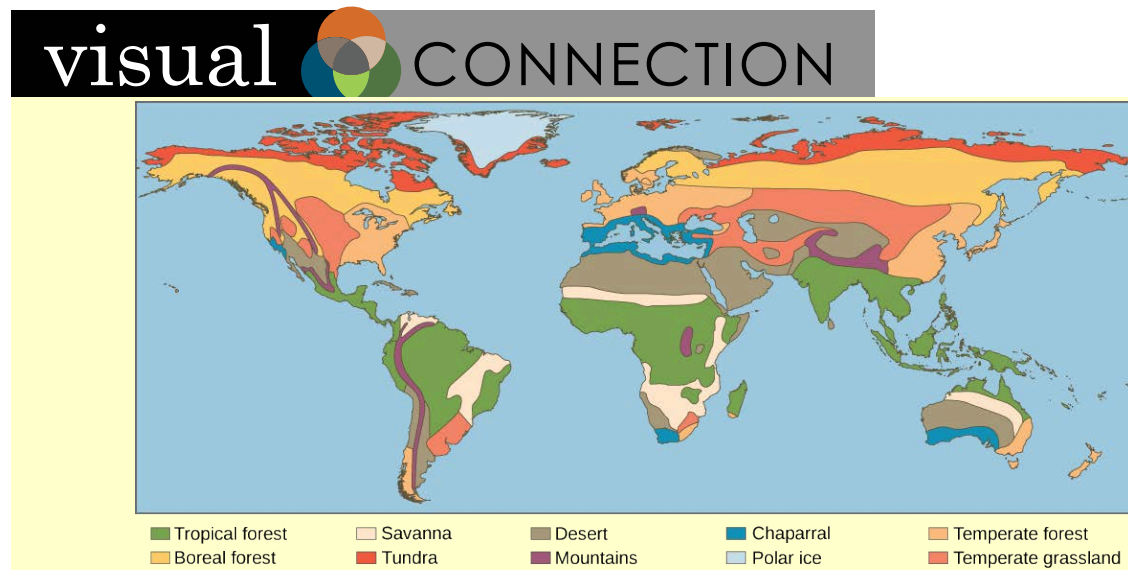 visual CONNECTION
Tropical forest Savanna Desert Chaparral Temperate forest
Boreal forest Tundra Mountains Polar ice Temperate grassland